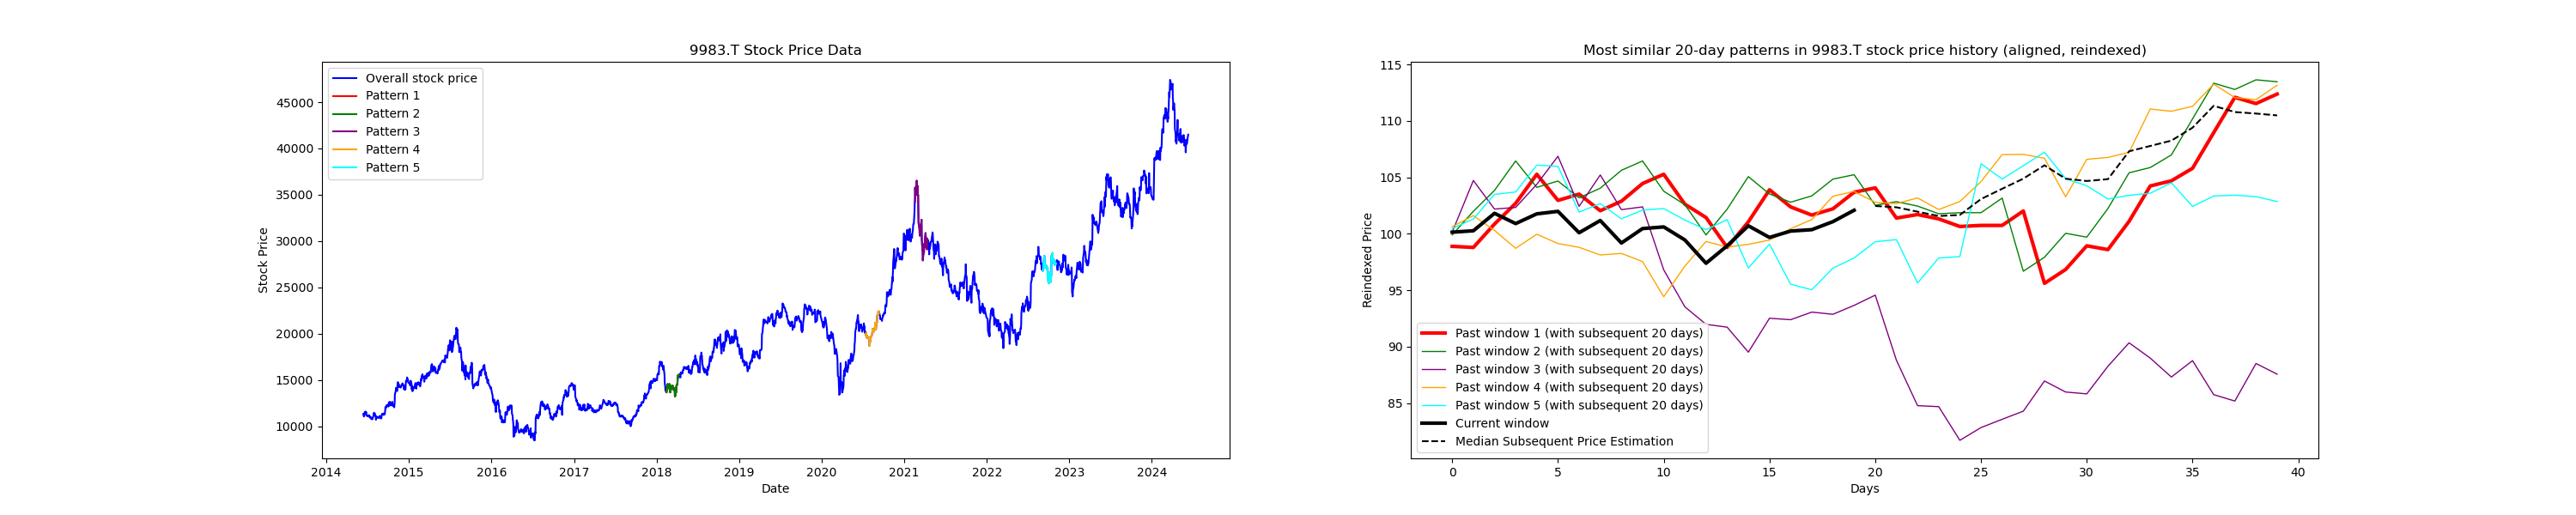 9983.T Stock Price Data
Overall stock price
Pattern 1
Pattern 2
Pattern 3
Pattern 4
Pattern 5
45000
40000
35000
30000
25000
20000
15000
10000
Stock Price
2014 2015 2016 2017 2018 2019 2020 2021 2022 2023 2024
Date
Most similar 20-day patterns in 9983.T stock price history (aligned, reindexed)
115
110
105
100
95
90
85
Reindexed Price
Past window 1 (with subsequent 20 days)
Past window 2 (with subsequent 20 days)
Past window 3 (with subsequent 20 days)
Past window 4 (with subsequent 20 days)
Past window 5 (with subsequent 20 days)
Current window
Median Subsequent Price Estimation
0 5 10 15 20 25 30 35 40
Days